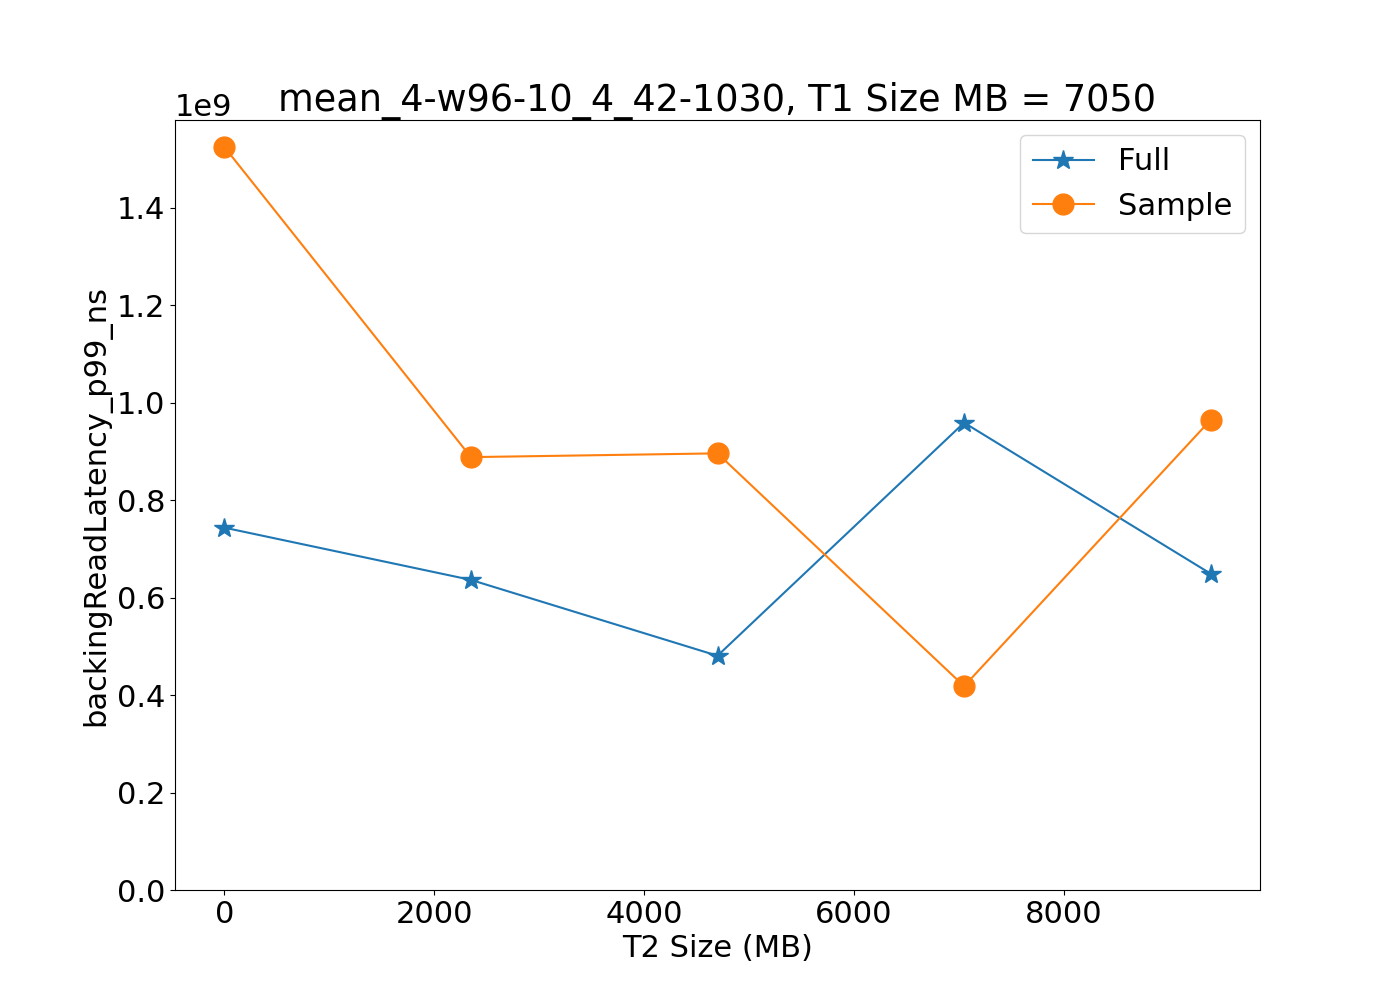 mean_4-w96-10_4_42-1030, T1 Size MB = 7050
1e9
Full
Sample
1.4
1.2
1.0
0.8
0.6
0.4
0.2
0.0
backingReadLatency_p99_ns
0 2000 4000 6000 8000
T2 Size (MB)